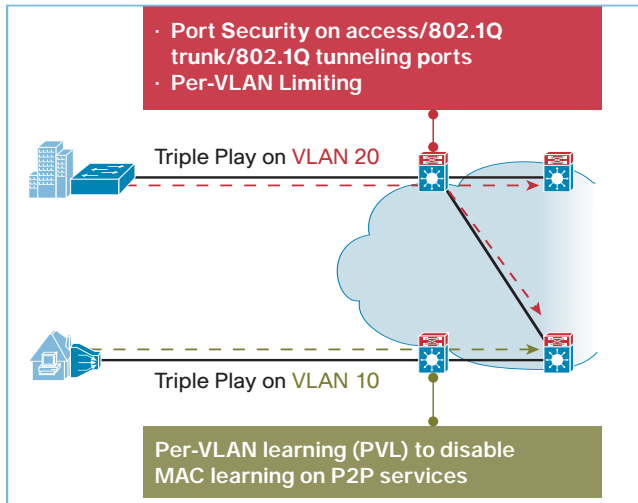 · Port Security on access/802.1Q
trunk/802.1Q tunneling ports
· Per-VLAN Limiting
Triple Play on VLAN 20
Triple Play on VLAN 10
Per-VLAN learning (PVL) to disable
MAC learning on P2P services